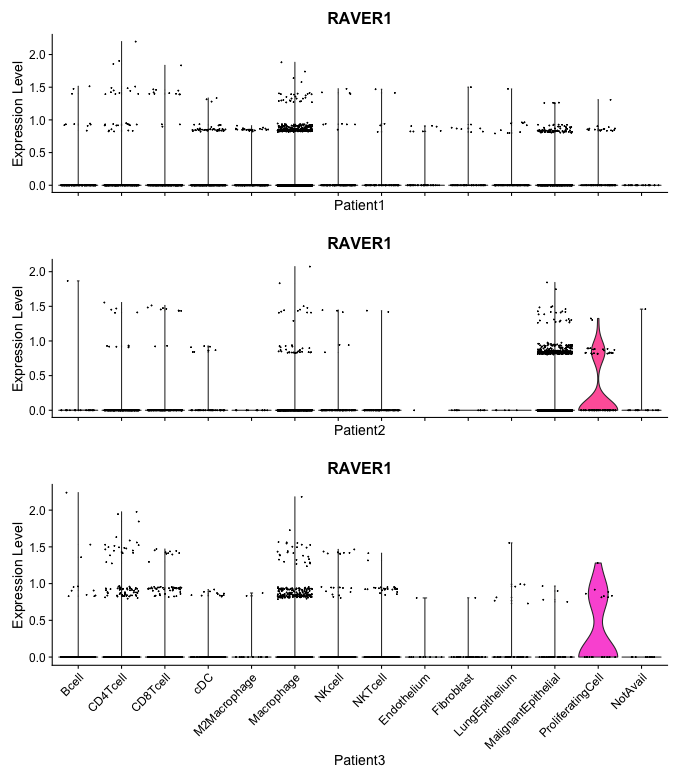 RAVER1
Expression Level
2.0
1.5
1.0
0.5
0.0
Patient1
RAVER1
Expression Level
2.0
1.5
1.0
0.5
0.0
Patient2
RAVER1
Expression Level
2.0
1.5
1.0
0.5
0.0
Bcell
CD4Tcell
CD8Tcell
cDC
M2Macrophage
Macrophage
NKcell
NKTcell
Endothelium
Fibroblast
LungEpithelium
MalignantEpithelial
ProliferatingCell
NotAvail
Patient3